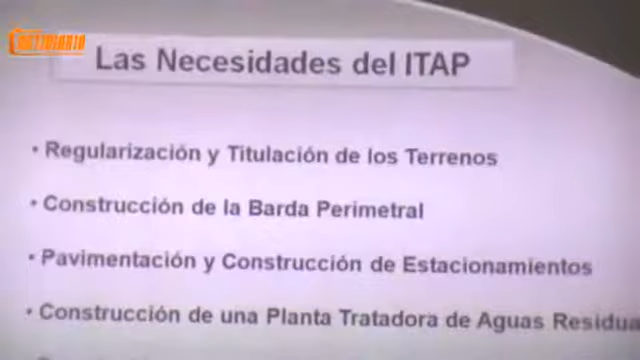 NOTICIARIO
Las Necesidades del ITAP
• Regularización y Titulación de los Terrenos
• Construcción de la Barda Perimetral
• Pavimentación y Construcción de Estacionamientos
• Construcción de una Planta Tratadora de Aguas Residua